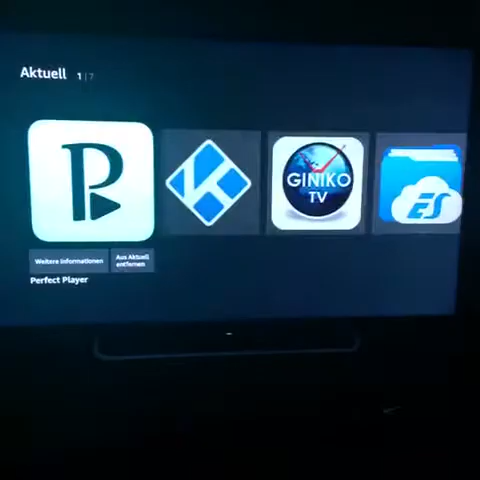 Aktuell 1|7
GINIKO
TV
ES
Weitere Informationen
Aus Aktuell
entfernen
Perfect Player